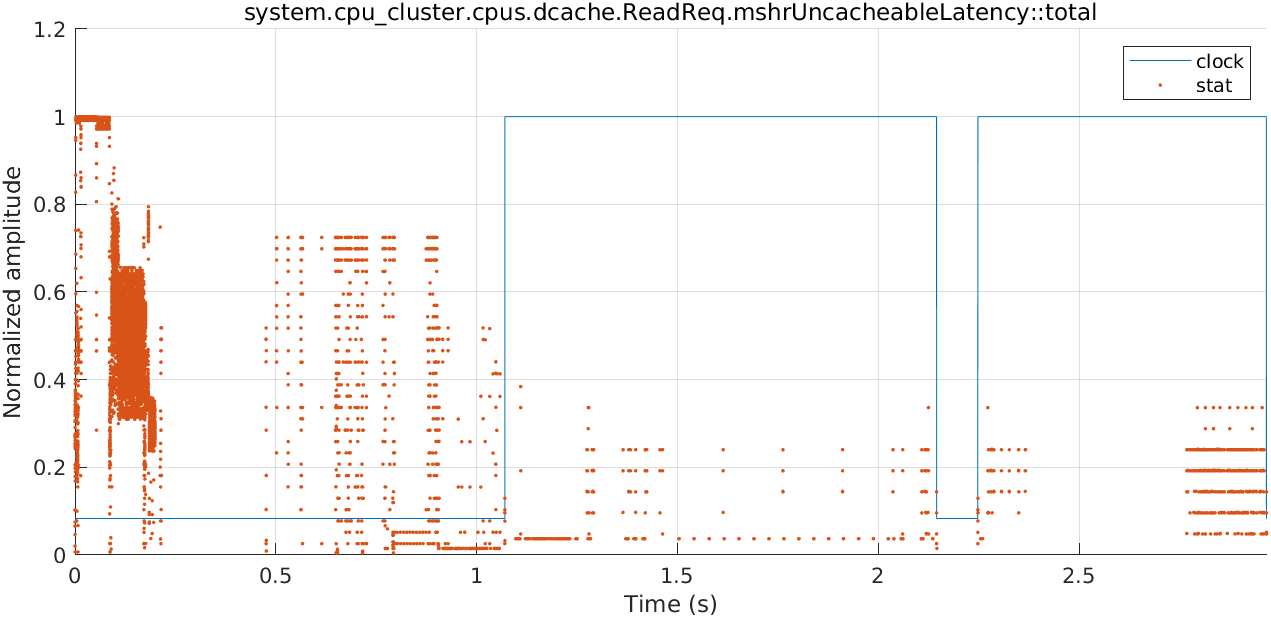 system.cpu_cluster.cpus.dcache.ReadReq.mshrUncacheableLatency::total
1.2
1
0.8
0.6
0.4
0.2
0
Normalized amplitude
clock
stat
0 0.5 1 1.5 2 2.5
Time (s)